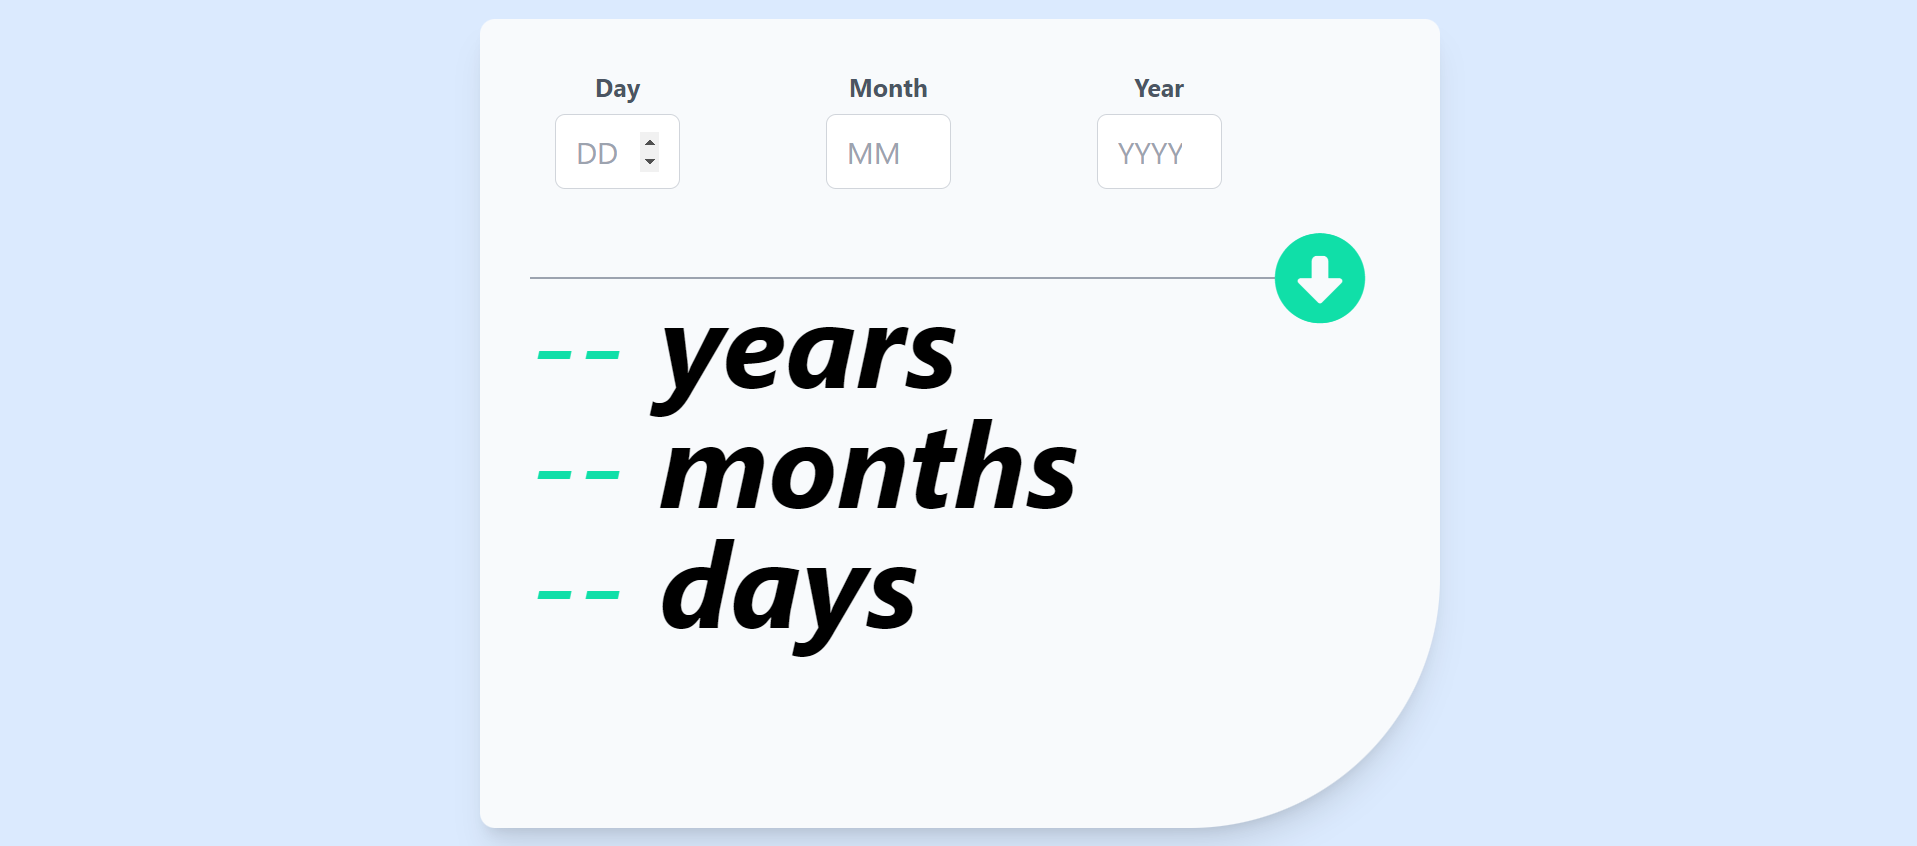 Day Month Year
DD MM YYYY
-- years
-- months
-- days